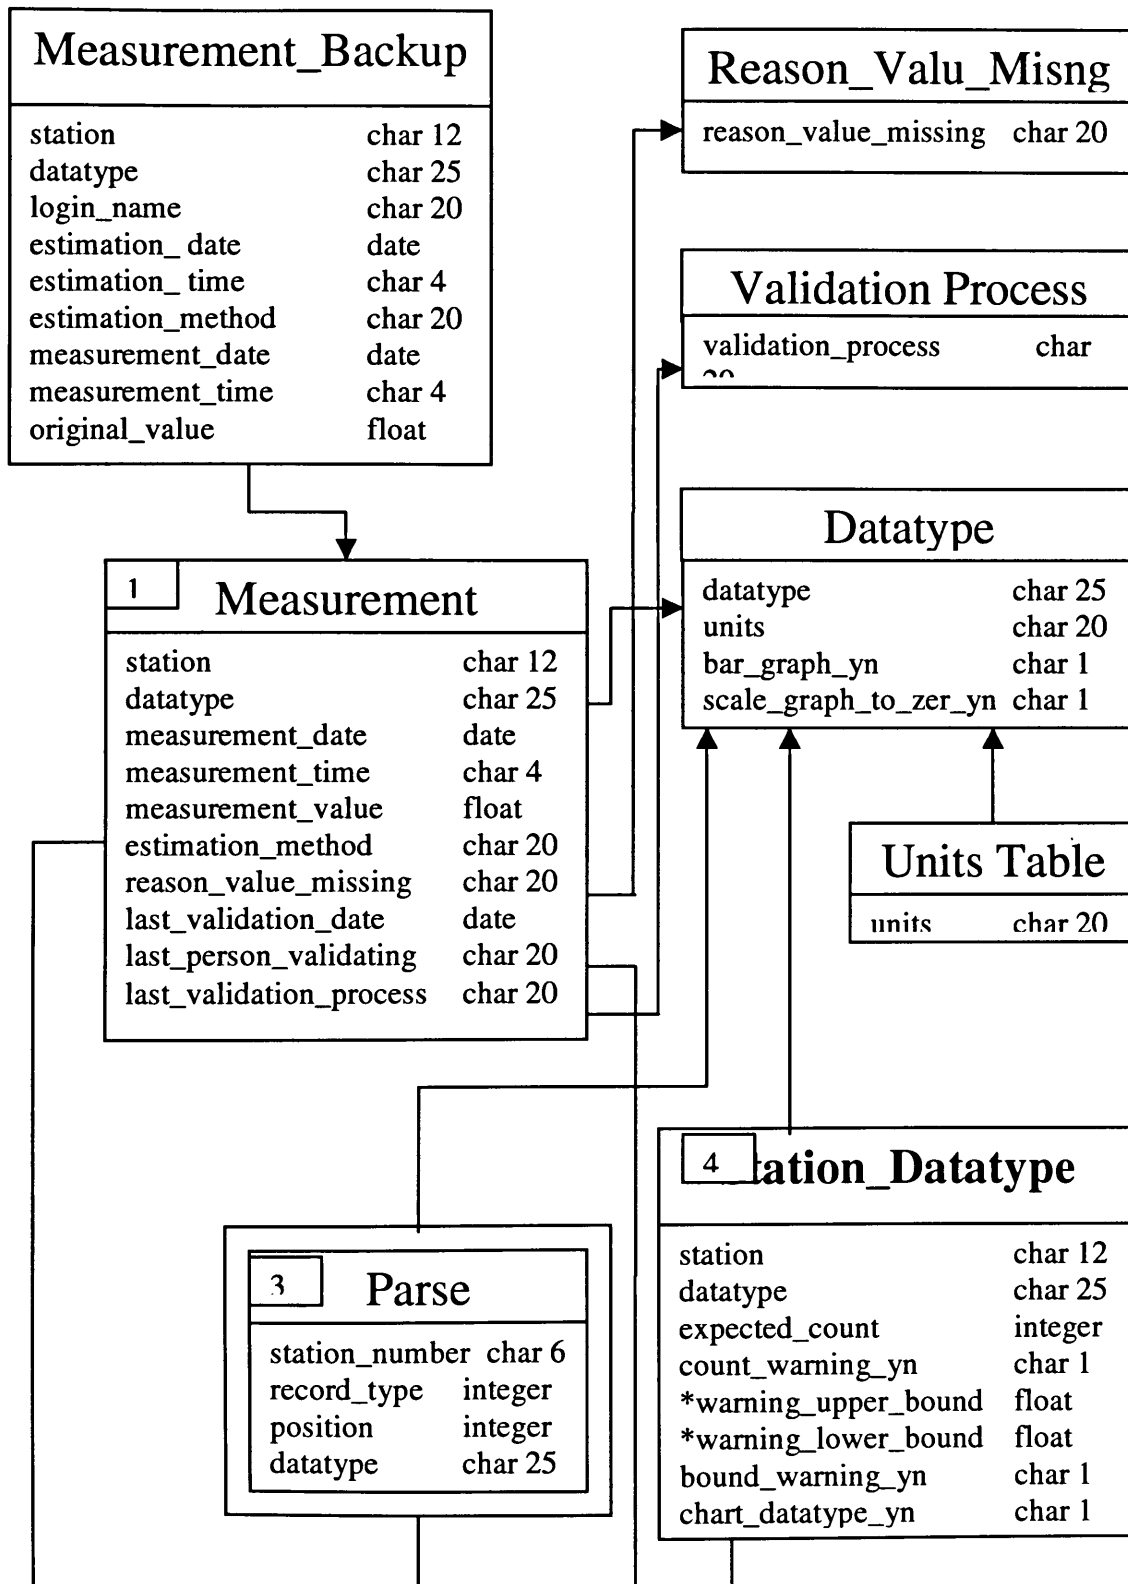 Measurement_Backup
station char 12
datatype char 25
login_name char 20
estimation_ date date
estimation_ time char 4
estimation_method char 20
measurement_date date
measurement_time char 4
original_value float
Reason_Valu_Misng
reason_value_missing char 20
Validation Process
validation_process char
20
Datatype
datatype char 25
units char 20
bar_graph_yn char 1
scale_graph_to_zer_yn char 1
1
Measurement
station char 12
datatype char 25
measurement_date date
measurement_time char 4
measurement_value float
estimation_method char 20
reason_value_missing char 20
last_validation_date date
last_person_validating char 20
last_validation_process char 20
Units Table
units char 20
3
Parse
station_number char 6
record_type integer
position integer
datatype char 25
4
tation_Datatype
station char 12
datatype char 25
expected_count integer
count_warning_yn char 1
*warning_upper_bound float
*warning_lower_bound float
bound_warning_yn char 1
chart_datatype_yn char 1